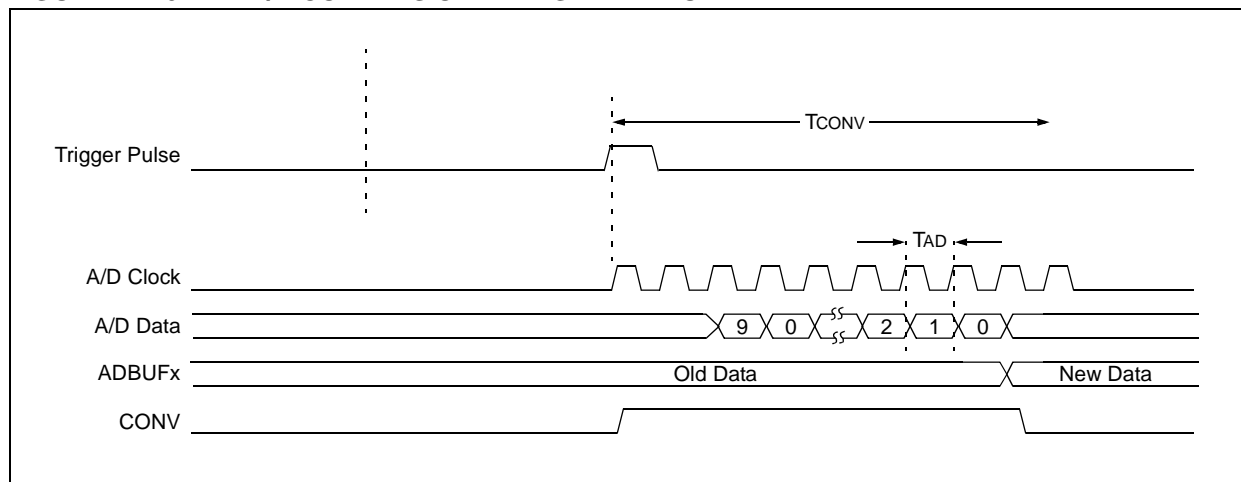 TCONV
Trigger Pulse
TAD
A/D Clock
A/D Data 9 0 2 1 0
ADBUFx Old Data New Data
CONV